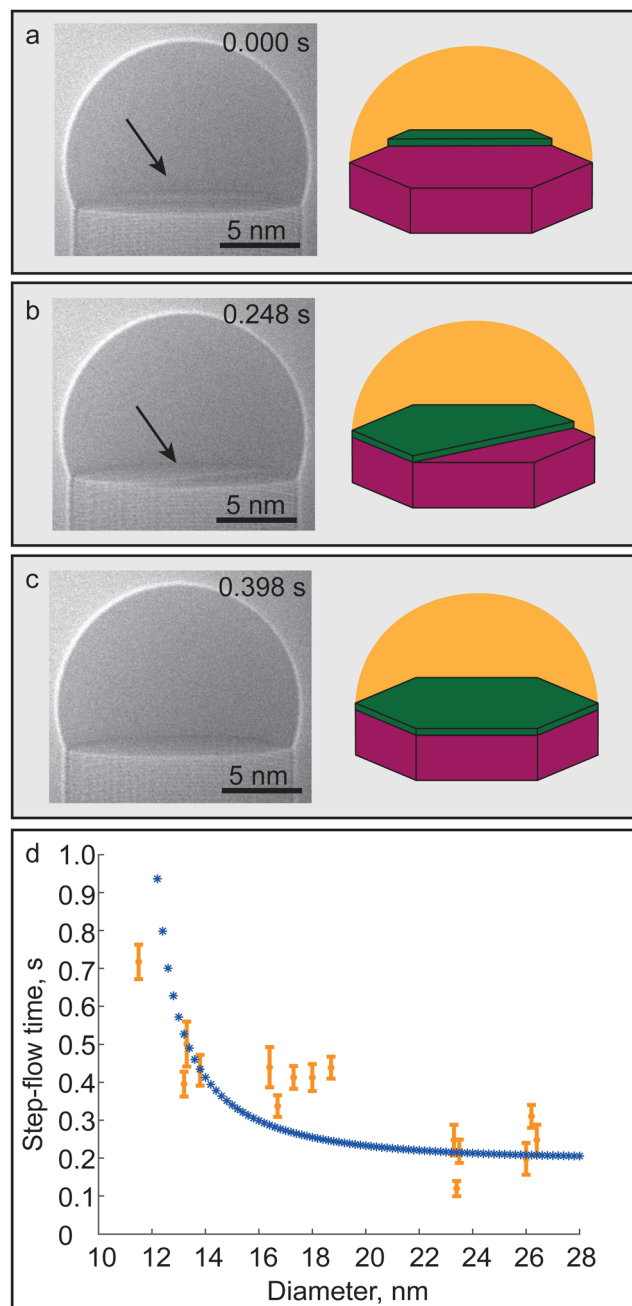 a
0.000 s
5 nm
b
0.248 s
5 nm
c
0.398 s
5 nm
d
1.0
0.9
0.8
0.7
0.6
0.5
0.4
0.3
0.2
0.1
0
Step-flow time, s
10 12 14 16 18 20 22 24 26 28
Diameter, nm